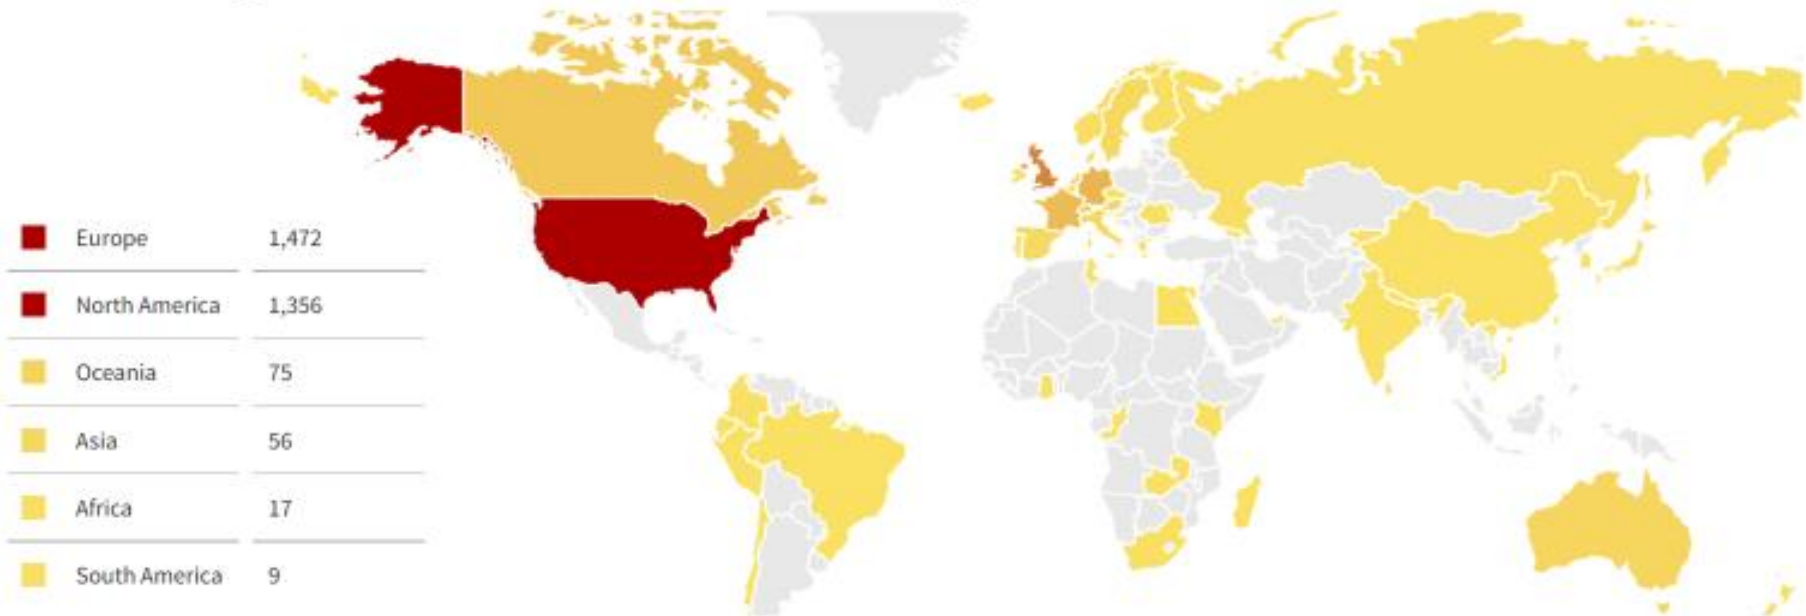 Europe 1,472
North America 1,356
Oceania 75
Asia 56
Africa 17
South America 9